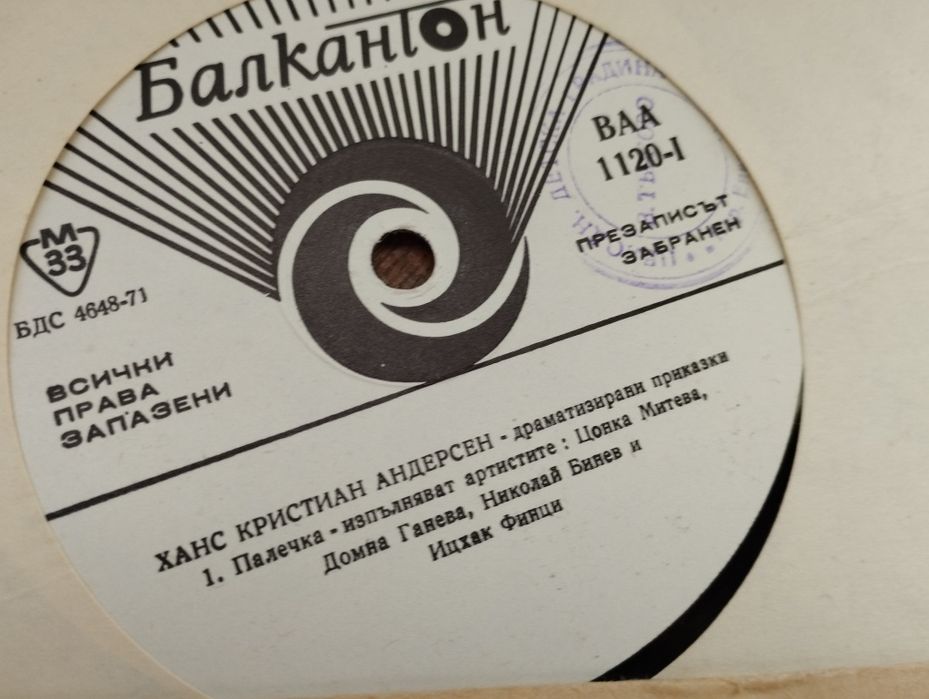 Балкантон
ВАА
1120-I
ПРЕЗАПИСЪТ
ЗАБРАНЕН
М
33
БДС 4648-71
ВСИЧКИ
ПРАВА
ЗАПАЗЕНИ
ХАНС КРИСТИАН АНДЕРСЕН - драматизирани приказки
1. Палечка - изпълняват артистите : Цонка Митева,
Домна Ганева, Николай Бинев и
Ицхак Финци